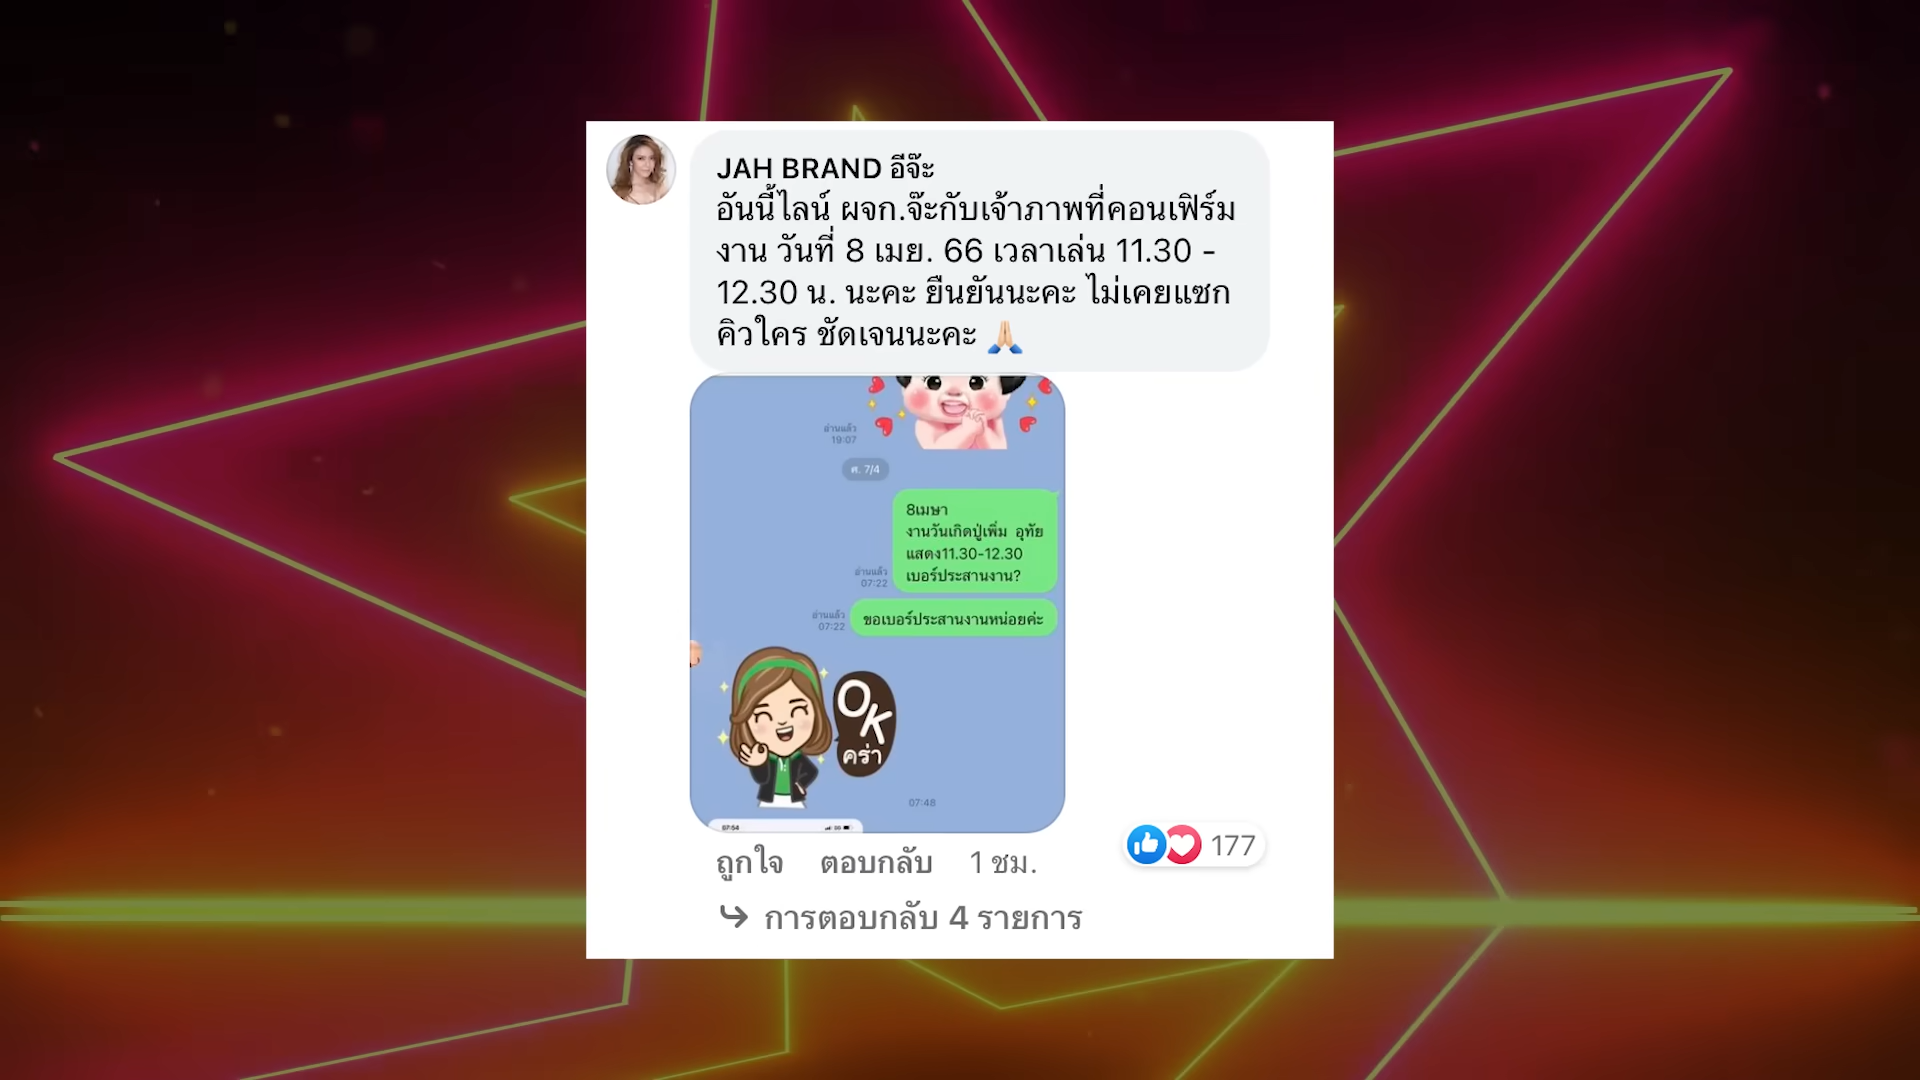 JAH BRAND อีจ๊ะ
อันนี้ไลน์ ผจก.จ๊ะกับเจ้าภาพที่คอนเฟิร์ม
งาน วันที่ 8 เมย. 66 เวลาเล่น 11.30 -
12.30 น. นะคะ ยืนยันนะคะ ไม่เคยแซก
คิวใคร ชัดเจนนะคะ 🙏🏻
อ่านแล้ว
19:07
ศ. 7/4
8เมษา
งานวันเกิดปู่เพิ่ม อุทัย
แสดง11.30-12.30
เบอร์ประสานงาน?
อ่านแล้ว
07:22
ขอเบอร์ประสานงานหน่อยค่ะ
อ่านแล้ว
07:22
OK
คร่า
07:48
07:54
ถูกใจ ตอบกลับ 1 ชม.
177
การตอบกลับ 4 รายการ